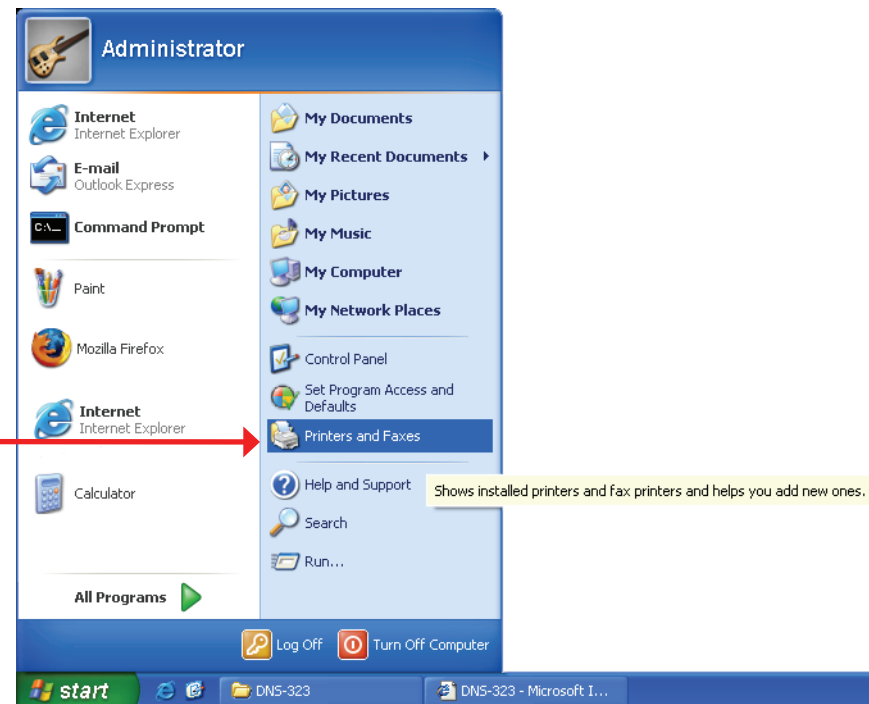 Administrator
Internet
Internet Explorer
E-mail
Outlook Express
C:\_
Command Prompt
Paint
Mozilla Firefox
Internet
Internet Explorer
Calculator
All Programs
My Documents
My Recent Documents
My Pictures
My Music
My Computer
My Network Places
Control Panel
Set Program Access and
Defaults
Printers and Faxes
Help and Support
Shows installed printers and fax printers and helps you add new ones.
Search
Run...
Log Off
Turn Off Computer
start
DNS-323
DNS-323 - Microsoft I...